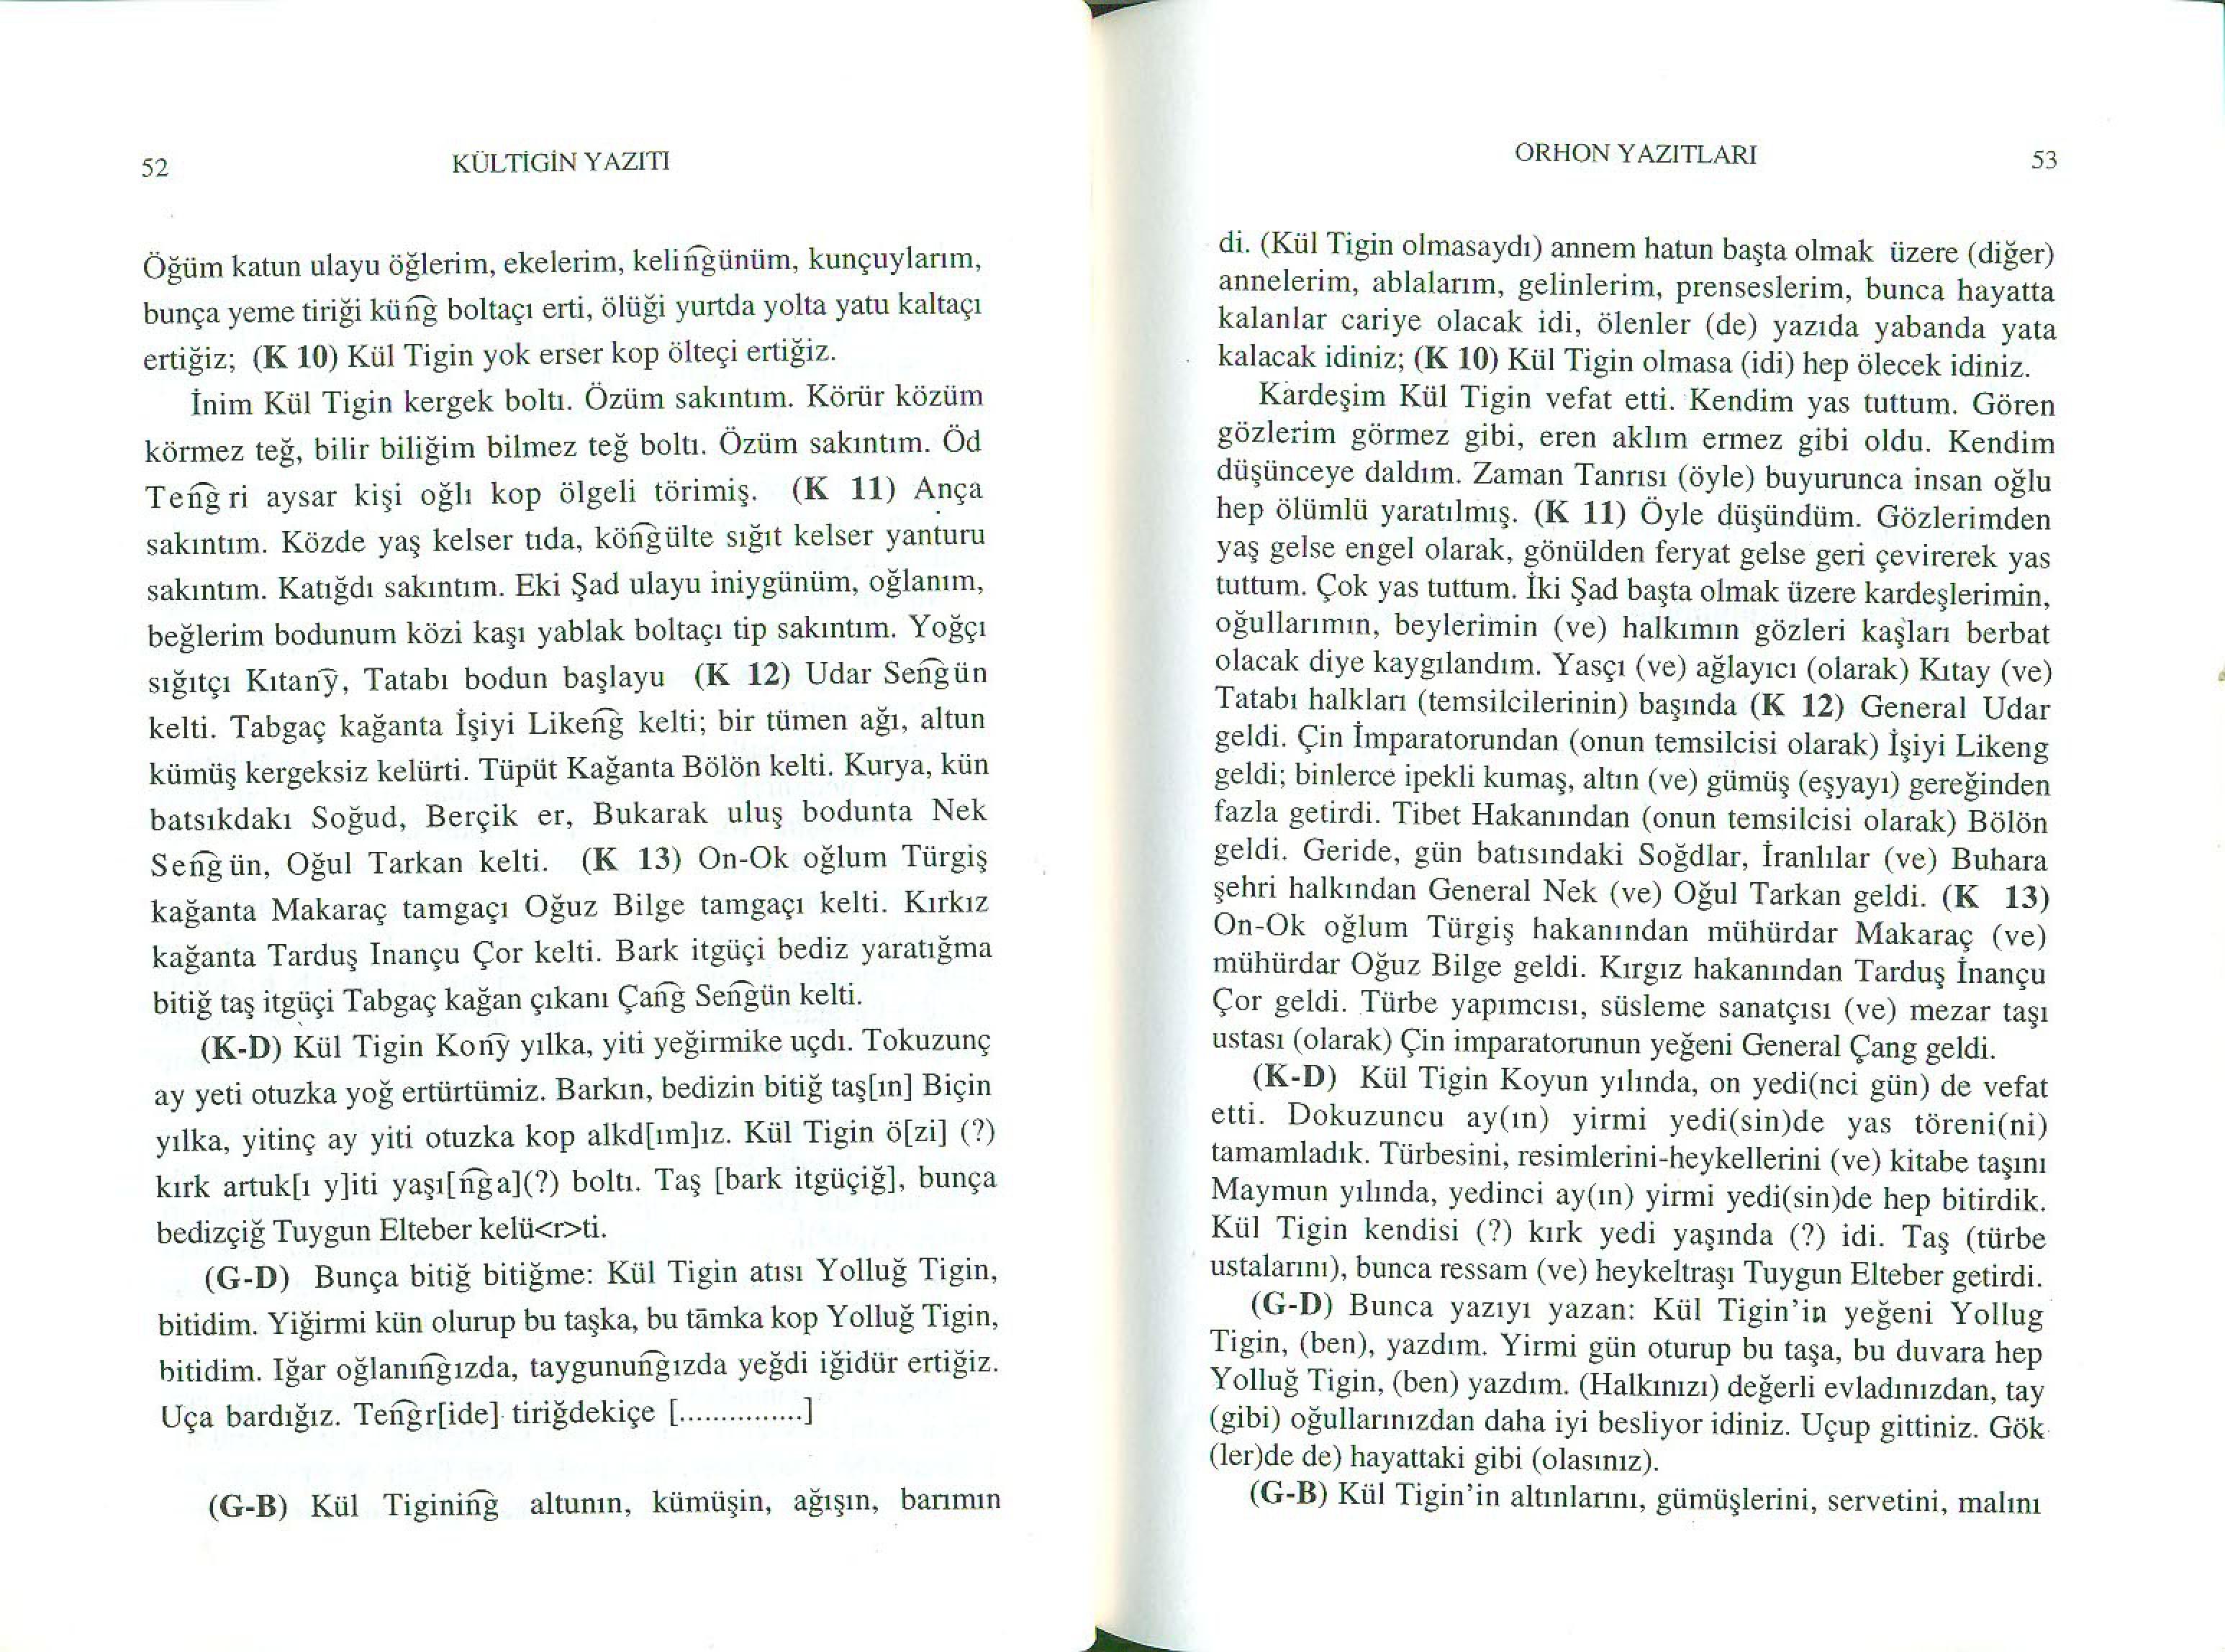 52
KÜLTİGİN YAZITI
Öğüm katun ulayu öğlerim, ekelerim, keliñ͡günüm, kunçuylarım,
bunça yeme tiriği küñ͡g boltaçı erti, ölüği yurtda yolta yatu kaltaçı
ertiğiz; (K 10) Kül Tigin yok erser kop ölteçi ertiğiz.
İnim Kül Tigin kergek boltı. Özüm sakıntım. Körür közüm
körmez teğ, bilir biliğim bilmez teğ boltı. Özüm sakıntım. Öd
Teñ͡gri aysar kişi oğlı kop ölgeli törimiş. (K 11) Ança
sakıntım. Közde yaş kelser tıda, köñ͡gülte sığıt kelser yanturu
sakıntım. Katığdı sakıntım. Eki Şad ulayu iniygünüm, oğlanım,
beğlerim bodunum közi kaşı yablak boltaçı tip sakıntım. Yoğçı
sığıtçı Kıtañ͡y, Tatabı bodun başlayu (K 12) Udar Señ͡gün
kelti. Tabgaç kağanta İşiyi Likeñ͡g kelti; bir tümen ağı, altun
kümüş kergeksiz kelürti. Tüpüt Kağanta Bölön kelti. Kurya, kün
batsıkdakı Soğud, Berçik er, Bukarak uluş bodunta Nek
Señ͡gün, Oğul Tarkan kelti. (K 13) On-Ok oğlum Türgiş
kağanta Makaraç tamgaçı Oğuz Bilge tamgaçı kelti. Kırkız
kağanta Tarduş Inançu Çor kelti. Bark itgüçi bediz yaratığma
bitiğ taş itgüçi Tabgaç kağan çıkanı Çañ͡g Señ͡gün kelti.
(K-D) Kül Tigin Koñ͡y yılka, yiti yeğirmike uçdı. Tokuzunç
ay yeti otuzka yoğ ertürtümiz. Barkın, bedizin bitiğ taş[ın] Biçin
yılka, yitinç ay yiti otuzka kop alkd[ım]ız. Kül Tigin ö[zi] (?)
kırk artuk[ı y]iti yaşı[ñ͡ga](?) boltı. Taş [bark itgüçiğ], bunça
bedizçiğ Tuygun Elteber kelü<r>ti.
(G-D) Bunça bitiğ bitiğme: Kül Tigin atısı Yolluğ Tigin,
bitidim. Yiğirmi kün olurup bu taşka, bu tāmka kop Yolluğ Tigin,
bitidim. Iğar oğlanıñ͡gızda, taygunuñ͡gızda yeğdi iğidür ertiğiz.
Uça bardığız. Teñ͡gr[ide] tiriğdekiçe [...............]
(G-B) Kül Tiginiñ͡g altunın, kümüşin, ağışın, barımın
ORHON YAZITLARI
53
di. (Kül Tigin olmasaydı) annem hatun başta olmak üzere (diğer)
annelerim, ablalarım, gelinlerim, prenseslerim, bunca hayatta
kalanlar cariye olacak idi, ölenler (de) yazıda yabanda yata
kalacak idiniz; (K 10) Kül Tigin olmasa (idi) hep ölecek idiniz.
Kardeşim Kül Tigin vefat etti. Kendim yas tuttum. Gören
gözlerim görmez gibi, eren aklım ermez gibi oldu. Kendim
düşünceye daldım. Zaman Tanrısı (öyle) buyurunca insan oğlu
hep ölümlü yaratılmış. (K 11) Öyle düşündüm. Gözlerimden
yaş gelse engel olarak, gönülden feryat gelse geri çevirerek yas
tuttum. Çok yas tuttum. İki Şad başta olmak üzere kardeşlerimin,
oğullarımın, beylerimin (ve) halkımın gözleri kaşları berbat
olacak diye kaygılandım. Yasçı (ve) ağlayıcı (olarak) Kıtay (ve)
Tatabı halkları (temsilcilerinin) başında (K 12) General Udar
geldi. Çin İmparatorundan (onun temsilcisi olarak) İşiyi Likeng
geldi; binlerce ipekli kumaş, altın (ve) gümüş (eşyayı) gereğinden
fazla getirdi. Tibet Hakanından (onun temsilcisi olarak) Bölön
geldi. Geride, gün batısındaki Soğdlar, İranlılar (ve) Buhara
şehri halkından General Nek (ve) Oğul Tarkan geldi. (K 13)
On-Ok oğlum Türgiş hakanından mühürdar Makaraç (ve)
mühürdar Oğuz Bilge geldi. Kırgız hakanından Tarduş İnançu
Çor geldi. Türbe yapımcısı, süsleme sanatçısı (ve) mezar taşı
ustası (olarak) Çin imparatorunun yeğeni General Çang geldi.
(K-D) Kül Tigin Koyun yılında, on yedi(nci gün) de vefat
etti. Dokuzuncu ay(ın) yirmi yedi(sin)de yas töreni(ni)
tamamladık. Türbesini, resimlerini-heykellerini (ve) kitabe taşını
Maymun yılında, yedinci ay(ın) yirmi yedi(sin)de hep bitirdik.
Kül Tigin kendisi (?) kırk yedi yaşında (?) idi. Taş (türbe
ustalarını), bunca ressam (ve) heykeltraşı Tuygun Elteber getirdi.
(G-D) Bunca yazıyı yazan: Kül Tigin'in yeğeni Yollug
Tigin, (ben), yazdım. Yirmi gün oturup bu taşa, bu duvara hep
Yolluğ Tigin, (ben) yazdım. (Halkınızı) değerli evladınızdan, tay
(gibi) oğullarınızdan daha iyi besliyor idiniz. Uçup gittiniz. Gök
(ler)de de) hayattaki gibi (olasınız).
(G-B) Kül Tigin'in altınlarını, gümüşlerini, servetini, malını